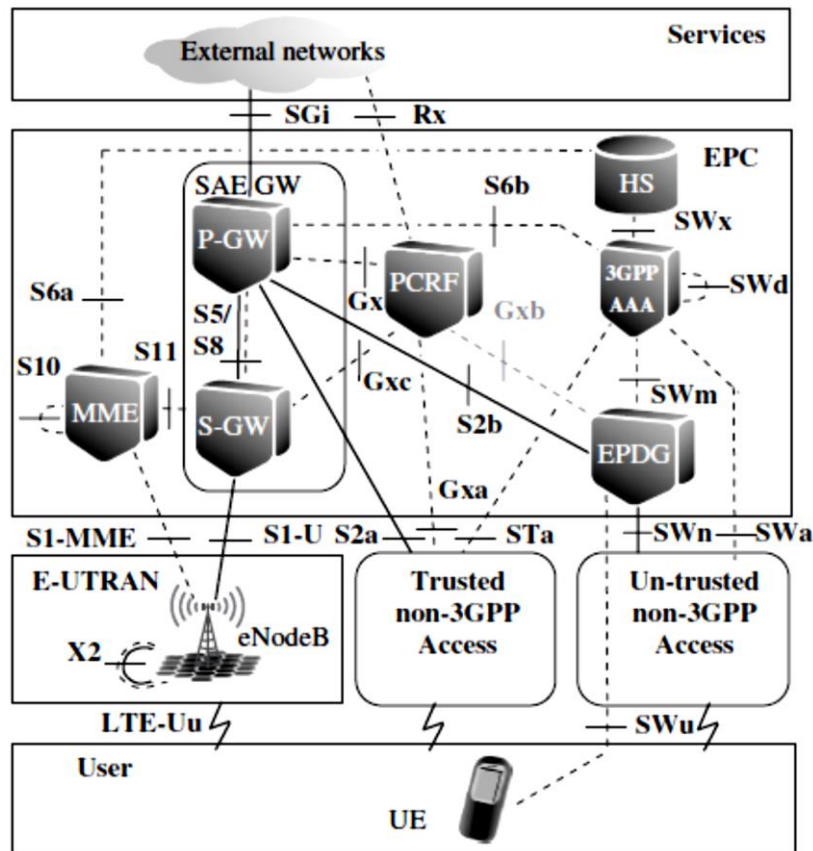 Services
External networks
SGi
Rx
EPC
HS
SAE GW
S6b
SWx
P-GW
PCRF
3GPP
AAA
SWd
S6a
Gx
Gxb
S5/
S8
S10
S11
Gxc
SWm
MME
S-GW
S2b
EPDG
Gxa
S1-MME
S1-U
S2a
STa
SWn
SWa
E-UTRAN
Trusted
non-3GPP
Access
Un-trusted
non-3GPP
Access
eNodeB
X2
LTE-Uu
SWu
User
UE